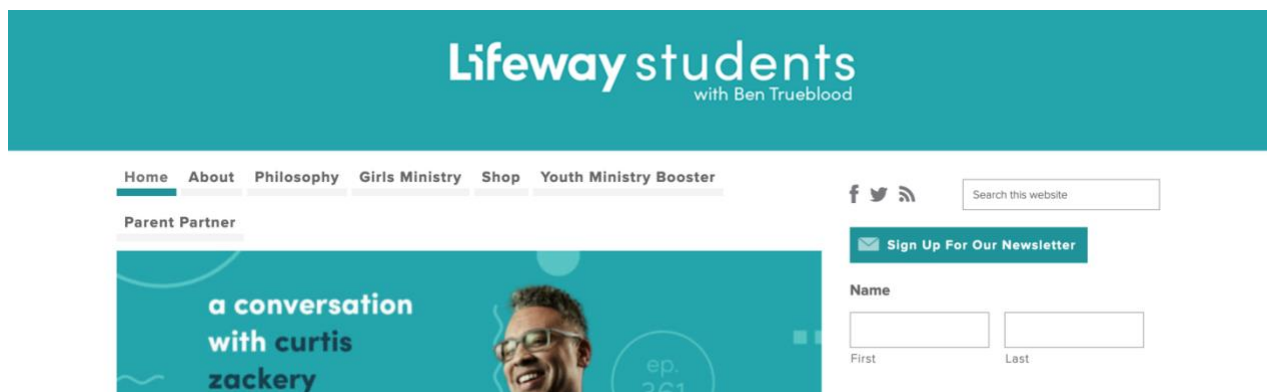 Lifeway students
with Ben Trueblood
Home About Philosophy Girls Ministry Shop Youth Ministry Booster
Parent Partner
Search this website
Sign Up For Our Newsletter
a conversation
with curtis
zackery
ep.
361
Name
First Last